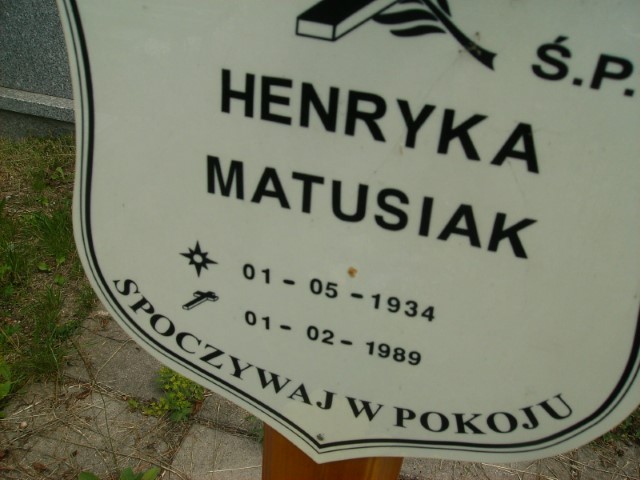 Ś.P.
HENRYKA
MATUSIAK
01-05-1934
01-02-1989
SPOCZYWAJ W POKOJU